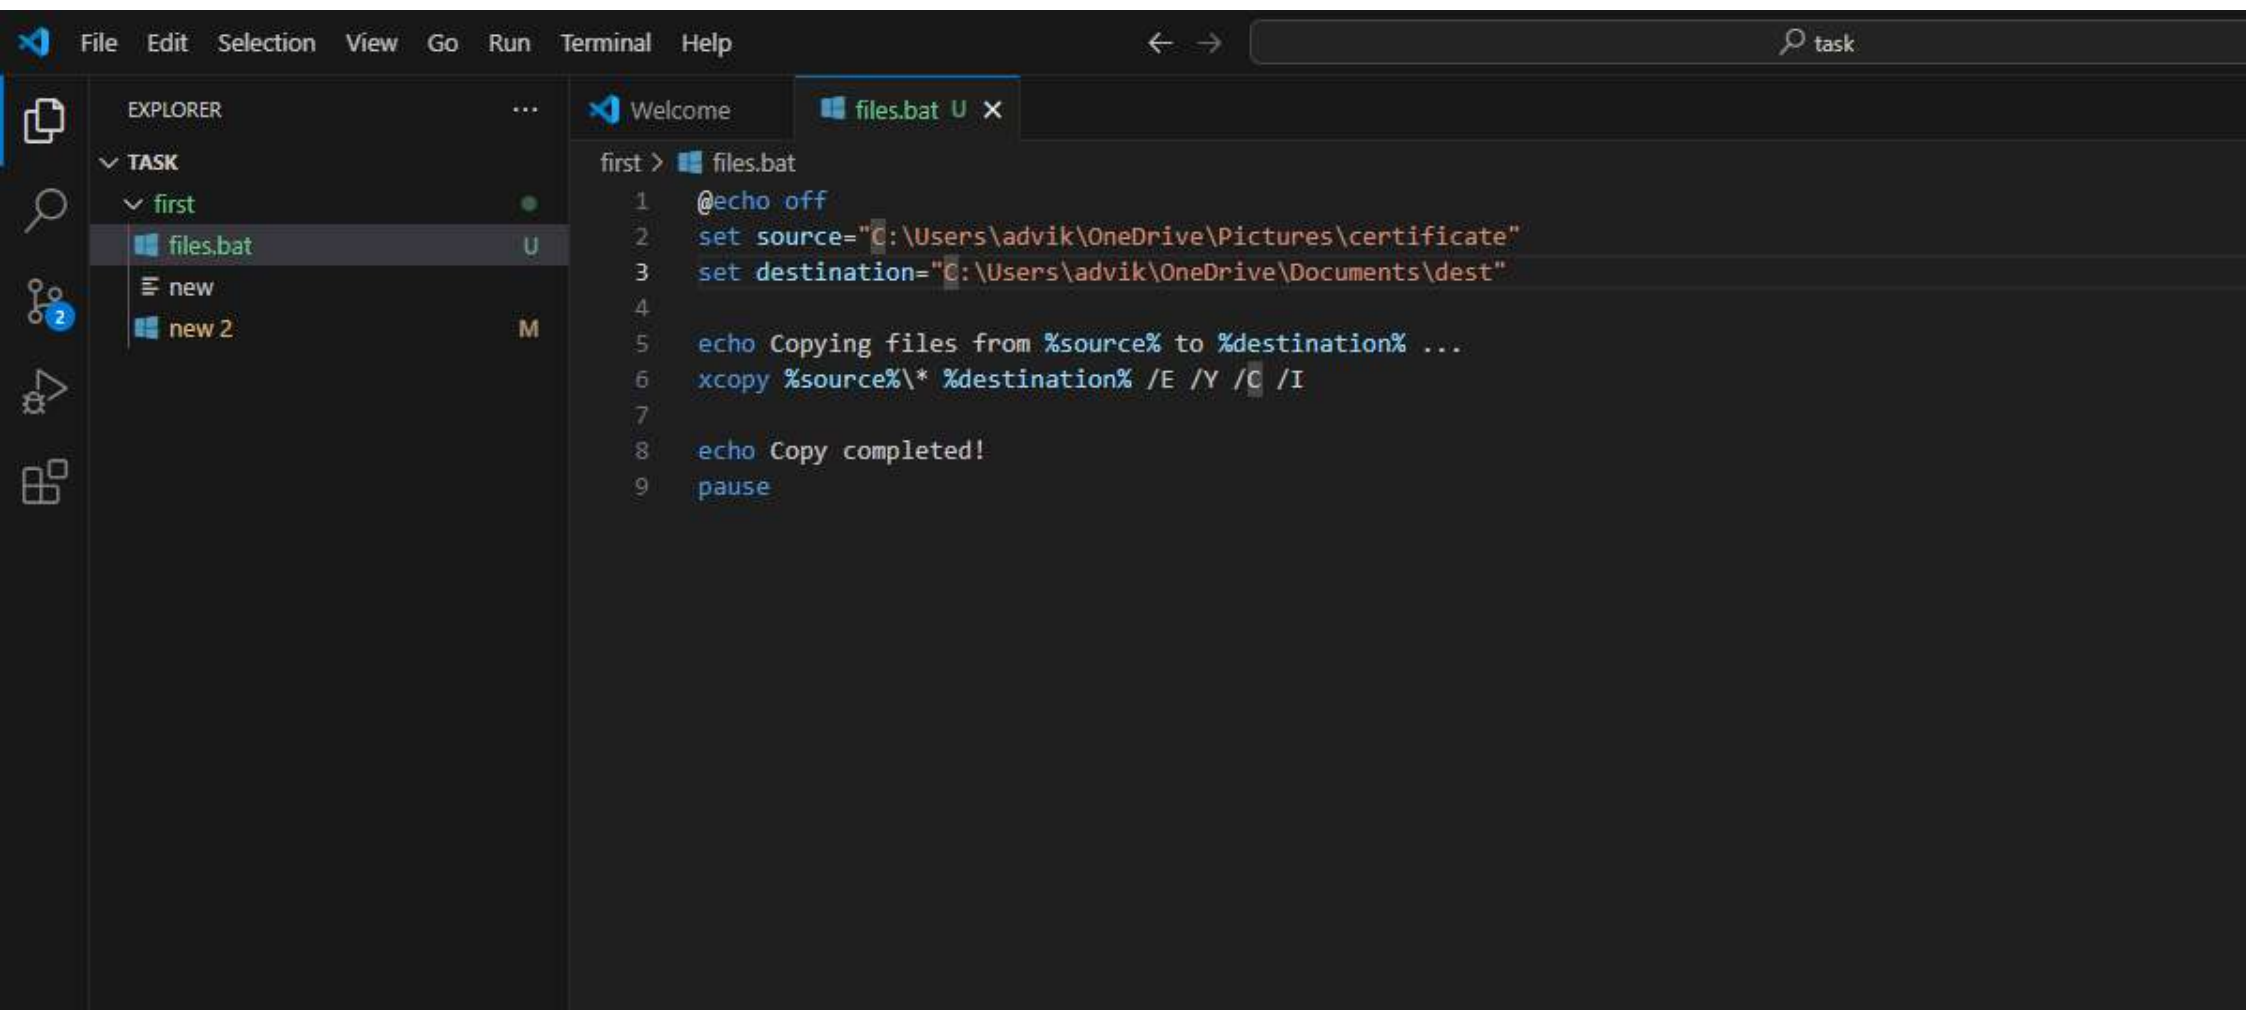 File Edit Selection View Go Run Terminal Help
task
EXPLORER ...
Welcome
files.bat U
TASK
first
files.bat U
new
new 2 M
2
first > files.bat
1 @echo off
2 set source="C:\Users\advik\OneDrive\Pictures\certificate"
3 set destination="C:\Users\advik\OneDrive\Documents\dest"
4
5 echo Copying files from %source% to %destination% ...
6 xcopy %source%\* %destination% /E /Y /C /I
7
8 echo Copy completed!
9 pause